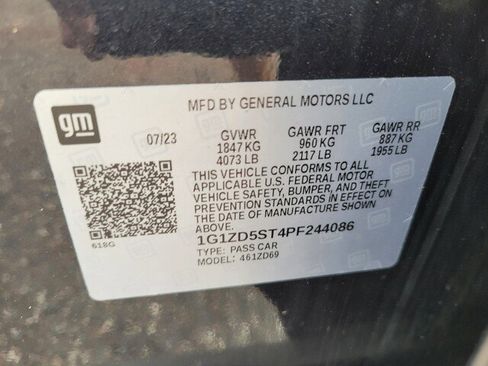 MFD BY GENERAL MOTORS LLC
gm
07/23 GVWR GAWR FRT GAWR RR
1847 KG 960 KG 887 KG
4073 LB 2117 LB 1955 LB
THIS VEHICLE CONFORMS TO ALL
APPLICABLE U.S. FEDERAL MOTOR
VEHICLE SAFETY, BUMPER, AND THEFT
PREVENTION STANDARDS IN EFFECT ON
THE DATE OF MANUFACTURE SHOWN
ABOVE.
1G1ZD5ST4PF244086
618G
TYPE: PASS CAR
MODEL: 461ZD69